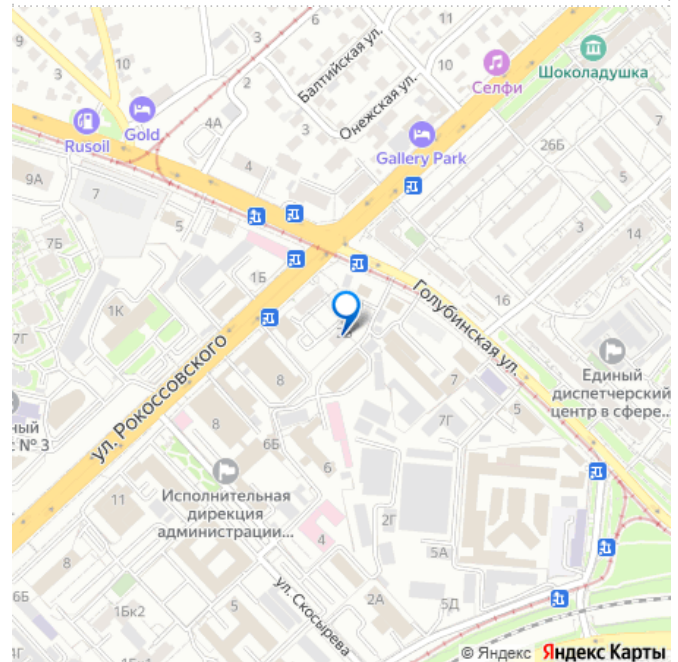 3
6
11
3
Балтийская ул.
10
Селфи
Шоколадушка
2
Онежская ул.
11
Rusoil
Gold
4А
10
7
4
Gallery Park
26Б
9А
7
5
5
3
14
7Б
1Б
16
1К
Голубинская ул.
7Г
ул. Рокоссовского
8
7
Единый
диспетчерский
центр в сфере...
7Г
5
8
ный
с № 3
6Б
6
11
Исполнительная
дирекция
администрации...
2Г
4
5А
8
ул. Скосырева
6Б
1Бк2
5
2А
5Д
4Г
© Яндекс Яндекс Карты